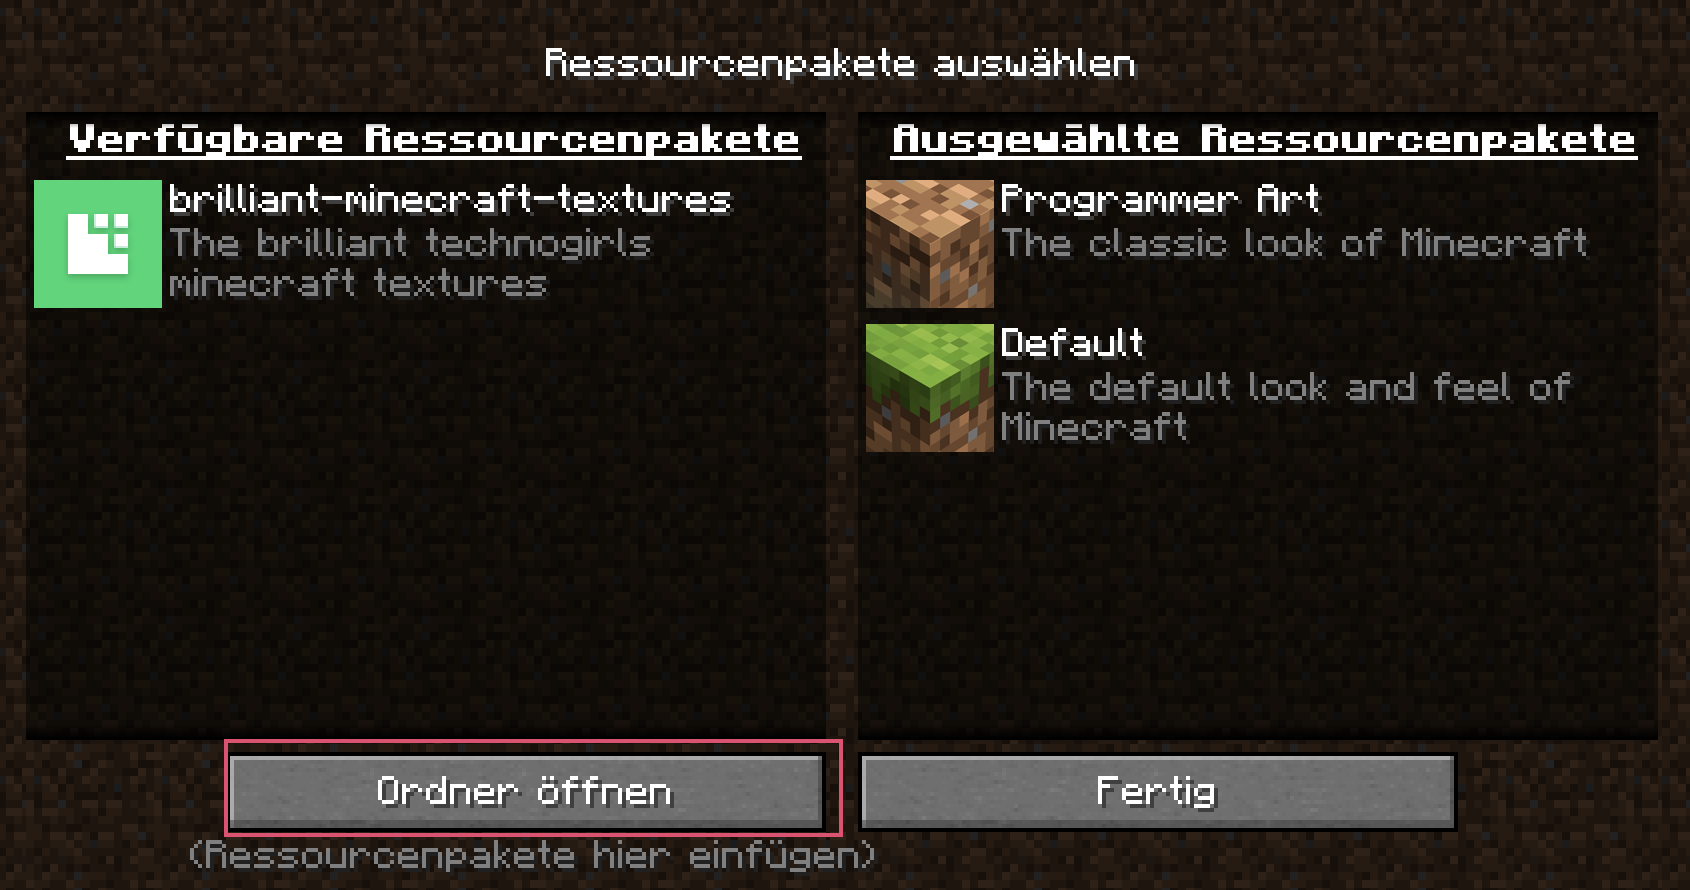 Ressourcenpakete auswählen
Verfügbare Ressourcenpakete
brilliant-minecraft-textures
The brilliant technogirls
minecraft textures
Ausgewählte Ressourcenpakete
Programmer Art
The classic look of Minecraft
Default
The default look and feel of
Minecraft
Ordner öffnen
Fertig
(Ressourcenpakete hier einfügen)